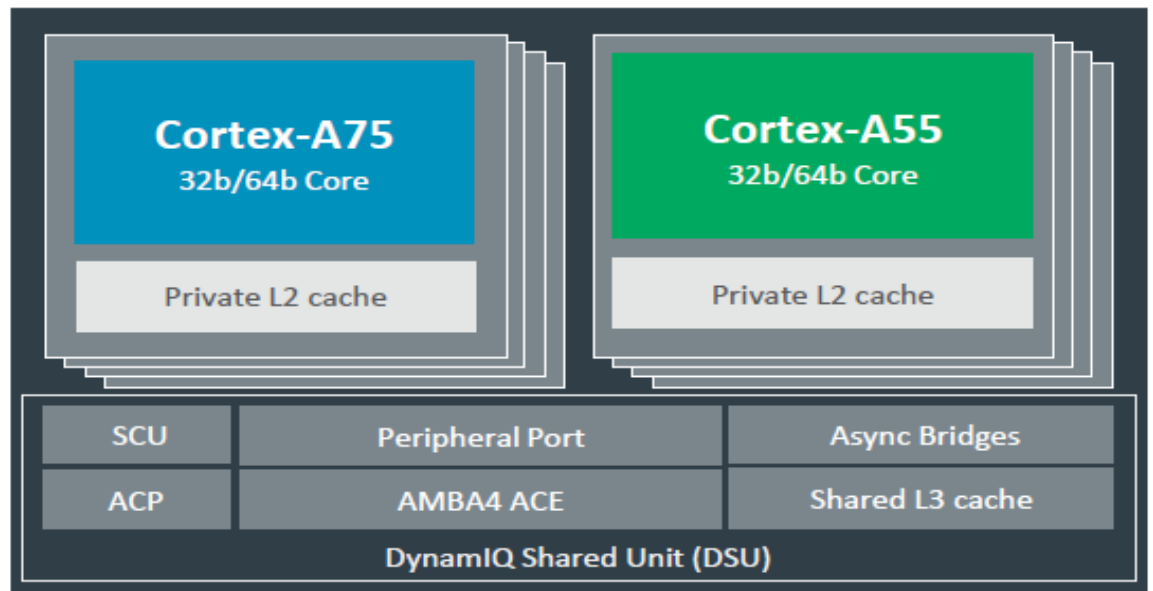 Cortex-A75
32b/64b Core
Private L2 cache
Cortex-A55
32b/64b Core
Private L2 cache
SCU
Peripheral Port
Async Bridges
ACP
AMBA4 ACE
Shared L3 cache
DynamIQ Shared Unit (DSU)